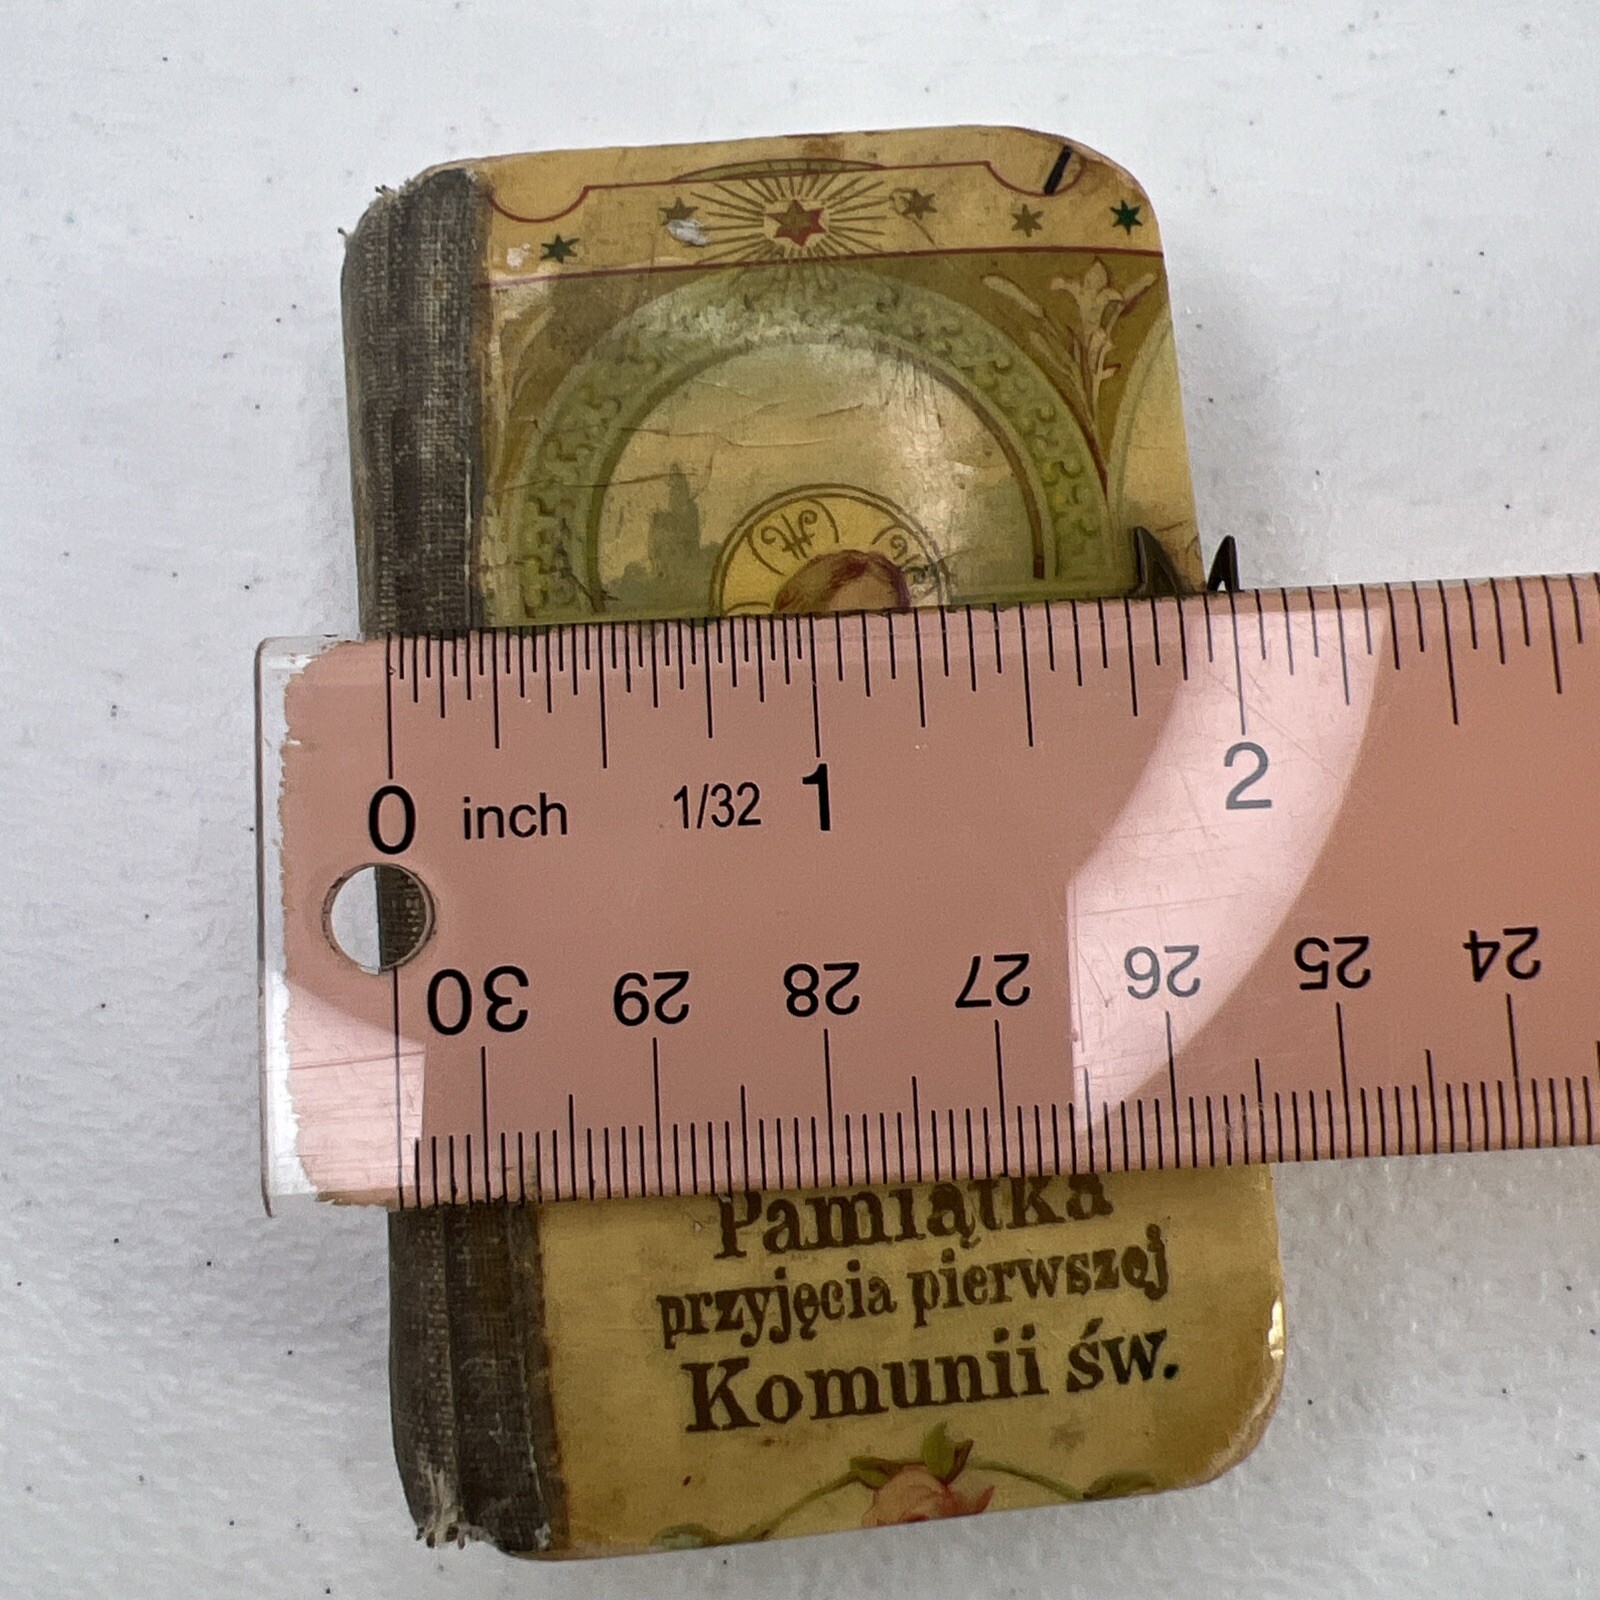 0 inch 1/32 1 2
30 29 28 27 26 25 24
Pamiątka
przyjęcia pierwszej
Komunii św.